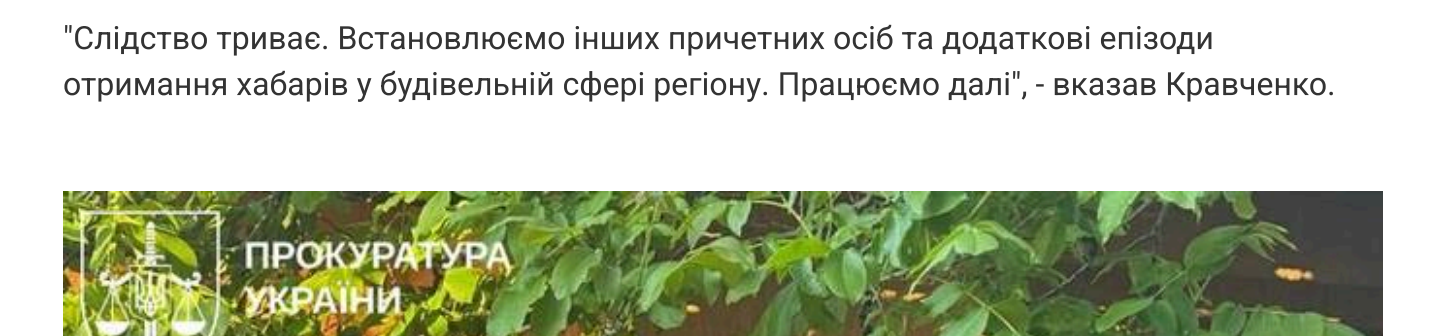 "Слідство триває. Встановлюємо інших причетних осіб та додаткові епізоди
отримання хабарів у будівельній сфері регіону. Працюємо далі", - вказав Кравченко.
ПРОКУРАТУРА
УКРАЇНИ